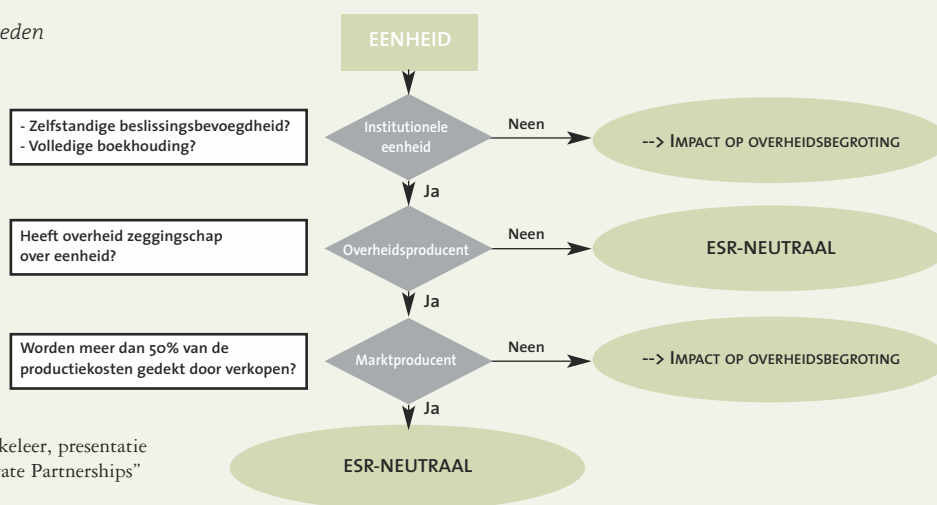 eden
EENHEID
- Zelfstandige beslissingsbevoegdheid?
- Volledige boekhouding?
Institutionele
eenheid
Neen
--> Impact op overheidsbegroting
Ja
Heeft overheid zeggingschap
over eenheid?
Overheidsproducent
Neen
ESR-NEUTRAAL
Ja
Worden meer dan 50% van de
productiekosten gedekt door verkopen?
Marktproducent
Neen
--> Impact op overheidsbegroting
Ja
ESR-NEUTRAAL
keleer, presentatie
ate Partnerships”